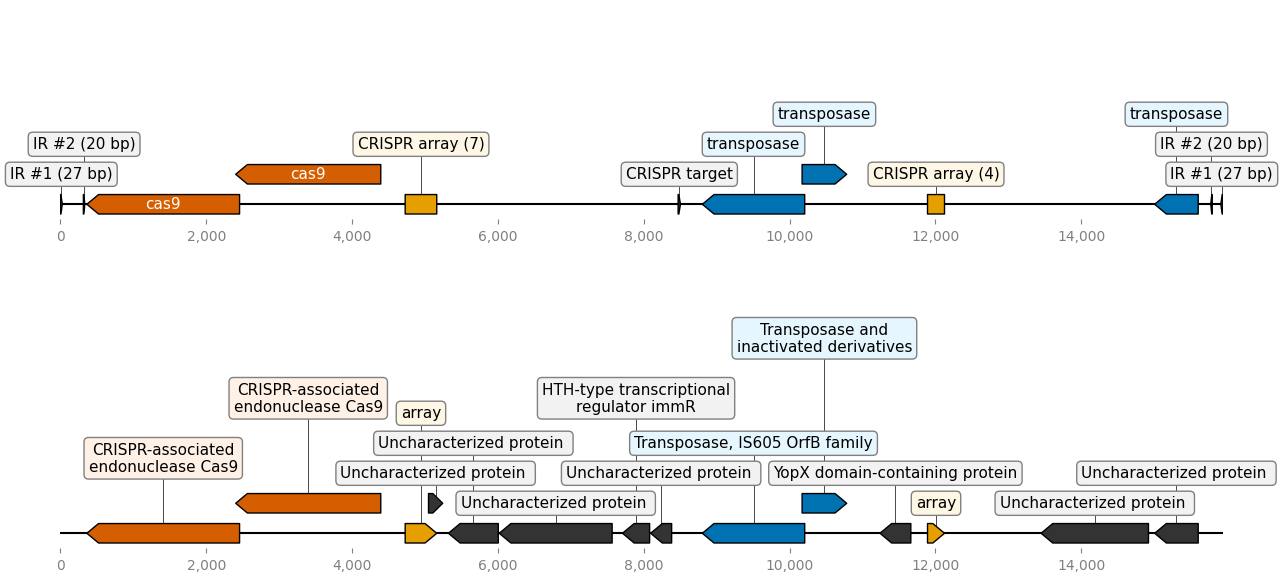 transposase
transposase
IR #2 (20 bp)
CRISPR array (7)
transposase
IR #2 (20 bp)
IR #1 (27 bp)
cas9
CRISPR target
CRISPR array (4)
IR #1 (27 bp)
cas9
0
2,000
4,000
6,000
8,000
10,000
12,000
14,000
Transposase and
inactivated derivatives
CRISPR-associated
endonuclease Cas9
HTH-type transcriptional
regulator immR
array
CRISPR-associated
endonuclease Cas9
Uncharacterized protein
Transposase, IS605 OrfB family
Uncharacterized protein
Uncharacterized protein
YopX domain-containing protein
Uncharacterized protein
Uncharacterized protein
array
Uncharacterized protein
0
2,000
4,000
6,000
8,000
10,000
12,000
14,000